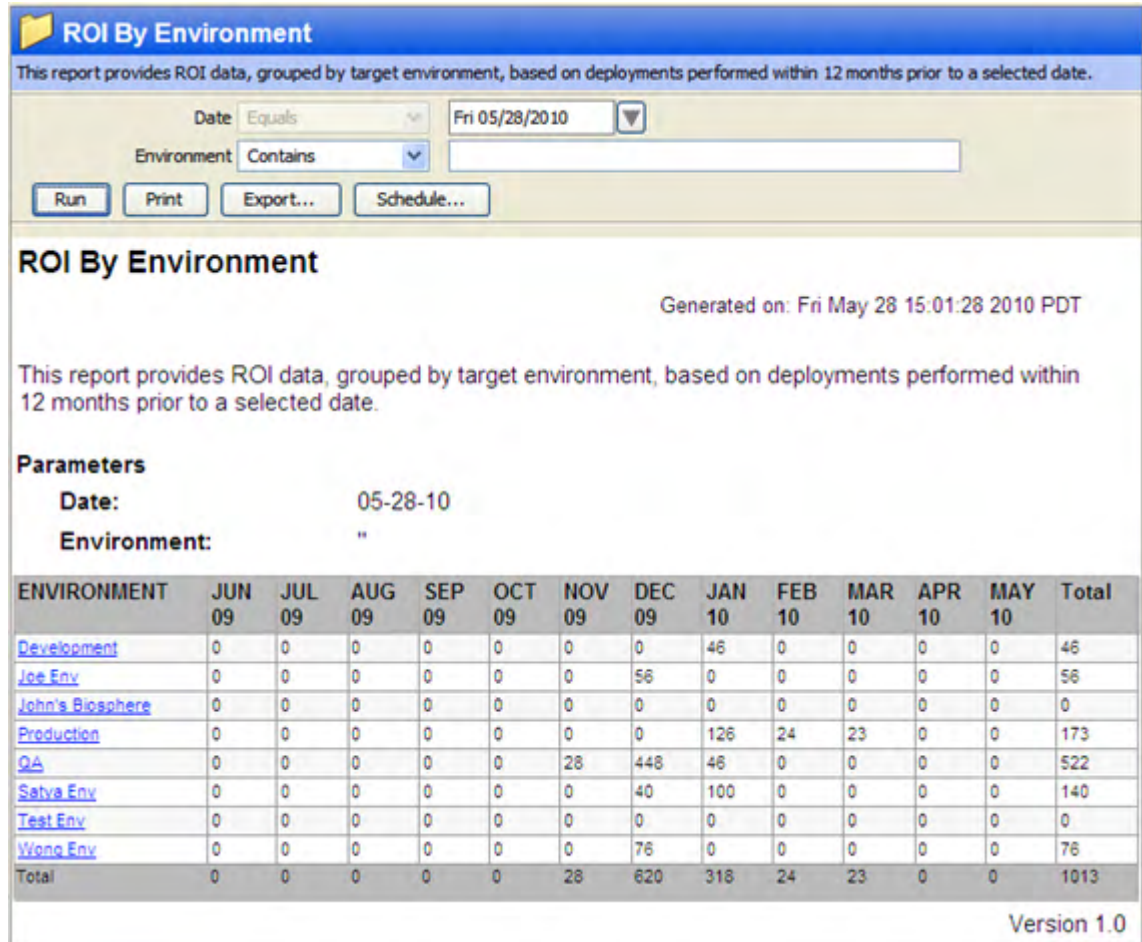 ROI By Environment
This report provides ROI data, grouped by target environment, based on deployments performed within 12 months prior to a selected date.
Date Equals Fri 05/28/2010
Environment Contains
Run Print Export... Schedule...
ROI By Environment
Generated on: Fri May 28 15:01:28 2010 PDT
This report provides ROI data, grouped by target environment, based on deployments performed within
12 months prior to a selected date.
Parameters
Date: 05-28-10
Environment: ''
ENVIRONMENT JUN JUL AUG SEP OCT NOV DEC JAN FEB MAR APR MAY Total
09 09 09 09 09 09 09 10 10 10 10 10
Development 0 0 0 0 0 0 0 46 0 0 0 0 46
Joe Env 0 0 0 0 0 0 56 0 0 0 0 0 56
John's Biosphere 0 0 0 0 0 0 0 0 0 0 0 0 0
Production 0 0 0 0 0 0 0 126 24 23 0 0 173
QA 0 0 0 0 0 28 448 46 0 0 0 0 522
Satya Env 0 0 0 0 0 0 40 100 0 0 0 0 140
Test Env 0 0 0 0 0 0 0 0 0 0 0 0 0
Wong Env 0 0 0 0 0 0 76 0 0 0 0 0 76
Total 0 0 0 0 0 28 620 318 24 23 0 0 1013
Version 1.0